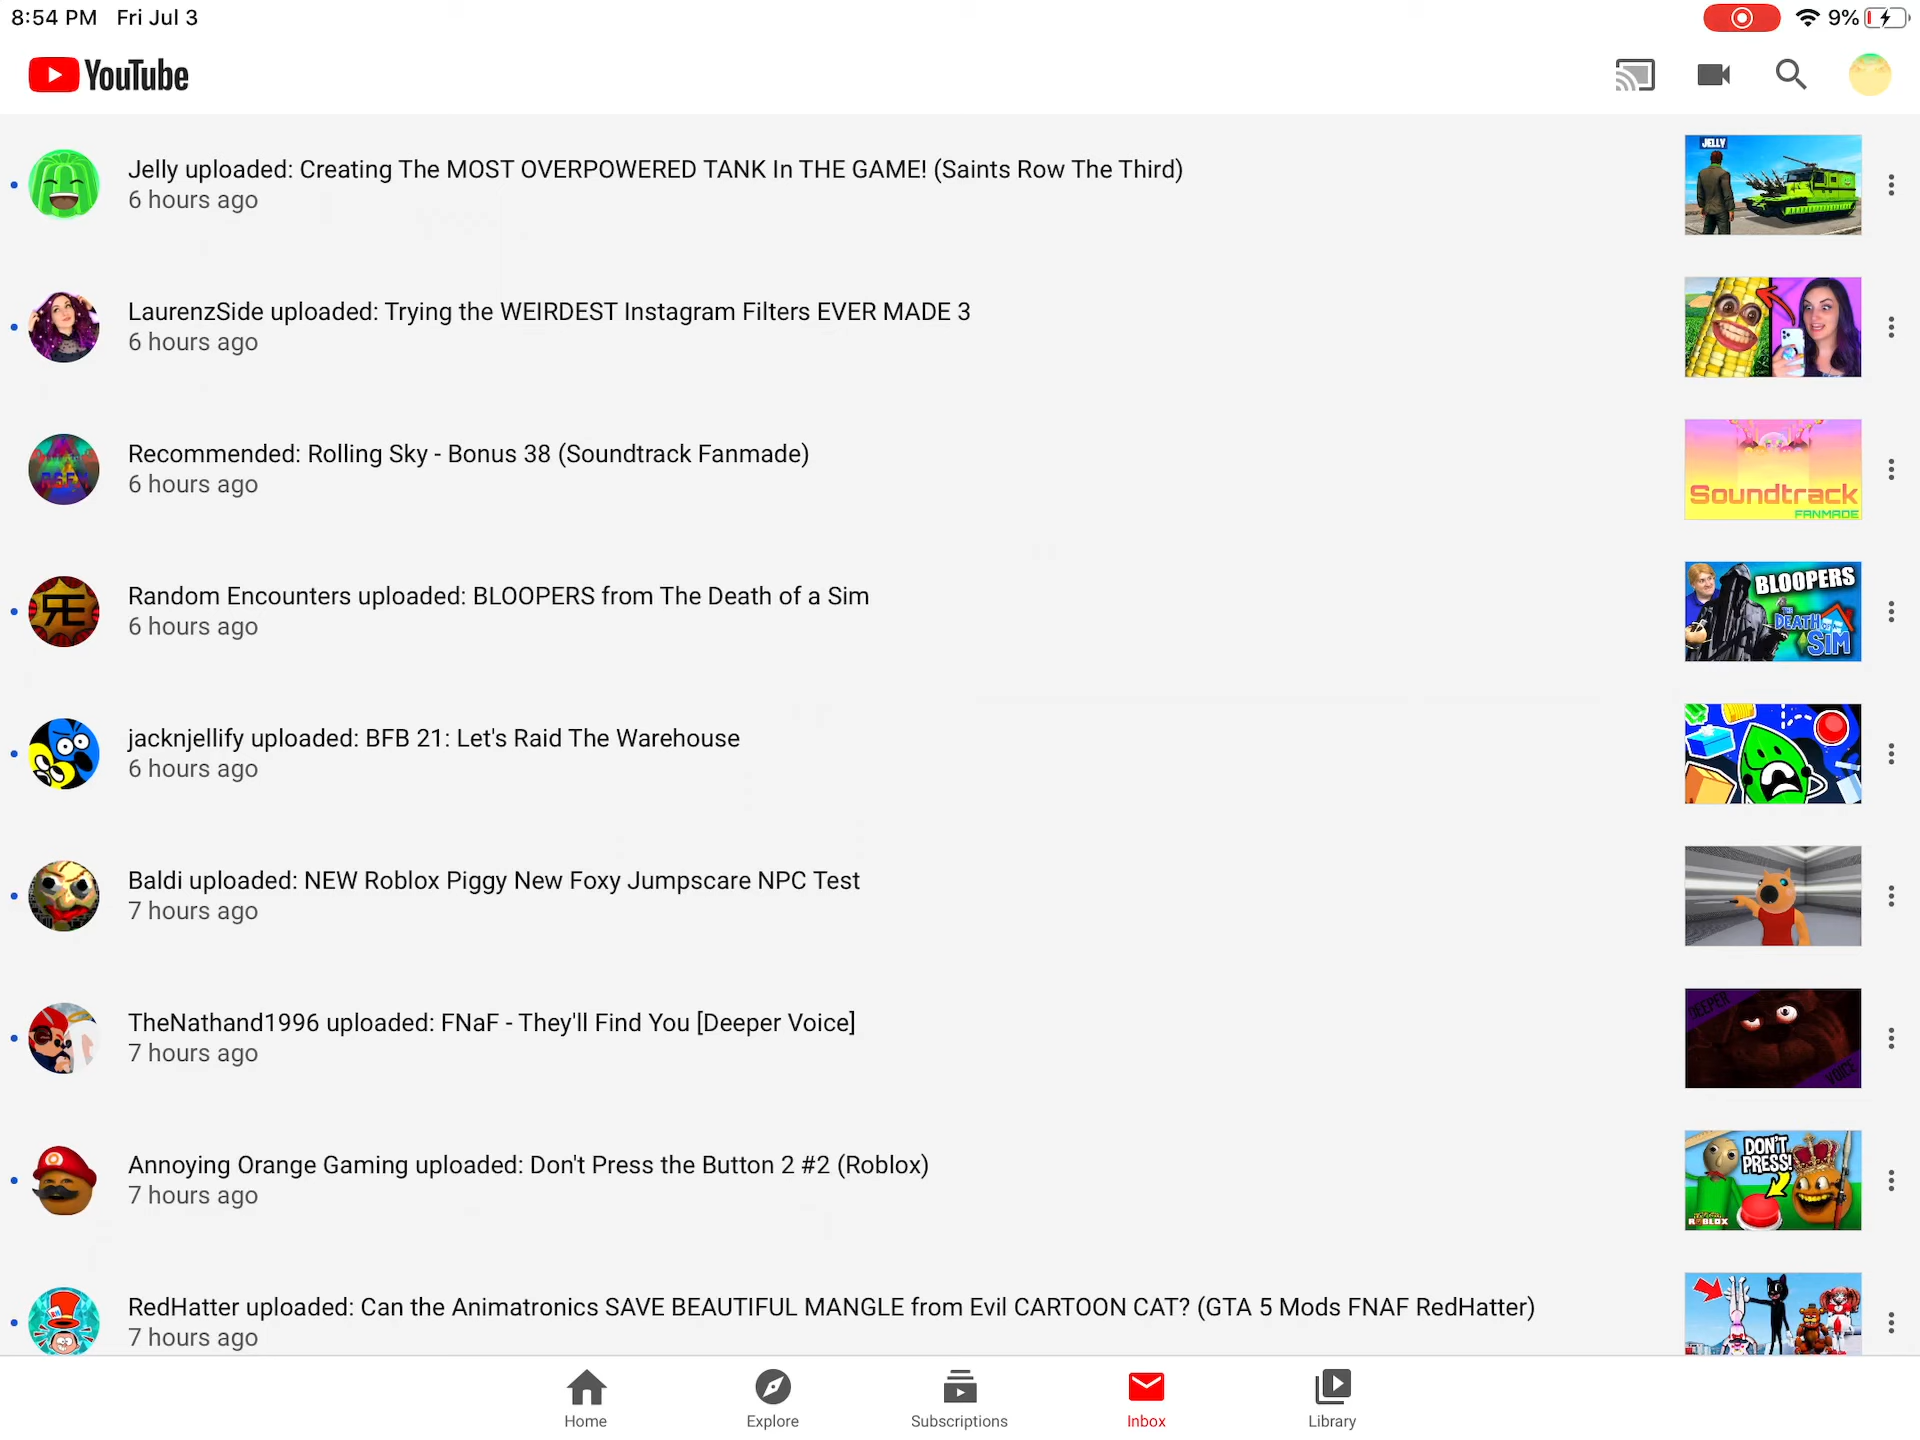 8:54 PM Fri Jul 3
9%
YouTube
Jelly uploaded: Creating The MOST OVERPOWERED TANK In THE GAME! (Saints Row The Third)
6 hours ago
JELLY
LaurenzSide uploaded: Trying the WEIRDEST Instagram Filters EVER MADE 3
6 hours ago
Recommended: Rolling Sky - Bonus 38 (Soundtrack Fanmade)
6 hours ago
Soundtrack
FANMADE
Random Encounters uploaded: BLOOPERS from The Death of a Sim
6 hours ago
RE
BLOOPERS
THE
DEATH OF A
SIM
jacknjellify uploaded: BFB 21: Let's Raid The Warehouse
6 hours ago
Baldi uploaded: NEW Roblox Piggy New Foxy Jumpscare NPC Test
7 hours ago
TheNathand1996 uploaded: FNaF - They'll Find You [Deeper Voice]
7 hours ago
DEEPER
VOICE
Annoying Orange Gaming uploaded: Don't Press the Button 2 #2 (Roblox)
7 hours ago
DON'T
PRESS!
ROBLOX
RedHatter uploaded: Can the Animatronics SAVE BEAUTIFUL MANGLE from Evil CARTOON CAT? (GTA 5 Mods FNAF RedHatter)
7 hours ago
Home
Explore
Subscriptions
Inbox
Library